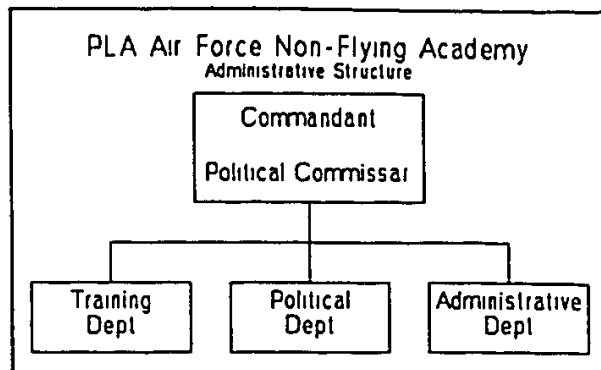 PLA Air Force Non-Flying Academy
Administrative Structure
Commandant
Political Commissar
Training
Dept
Political
Dept
Administrative
Dept